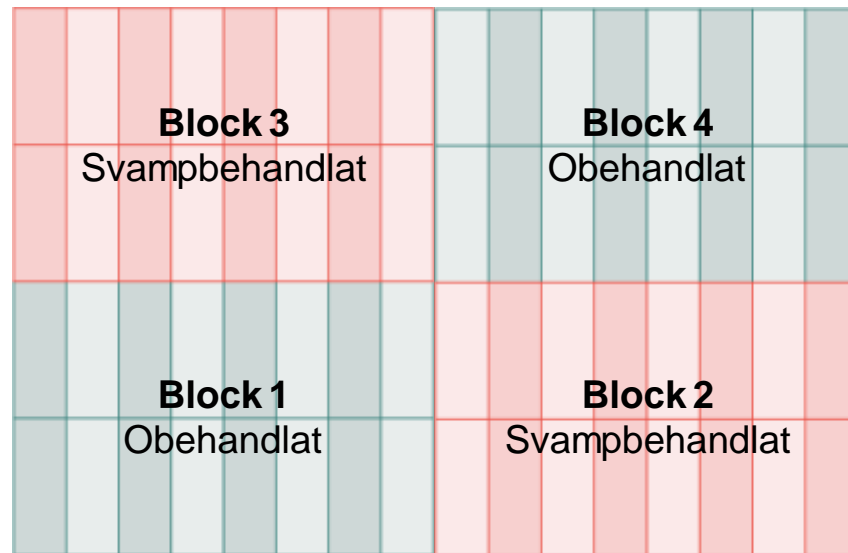 Block 3
Svampbehandlat
Block 4
Obehandlat
Block 1
Obehandlat
Block 2
Svampbehandlat